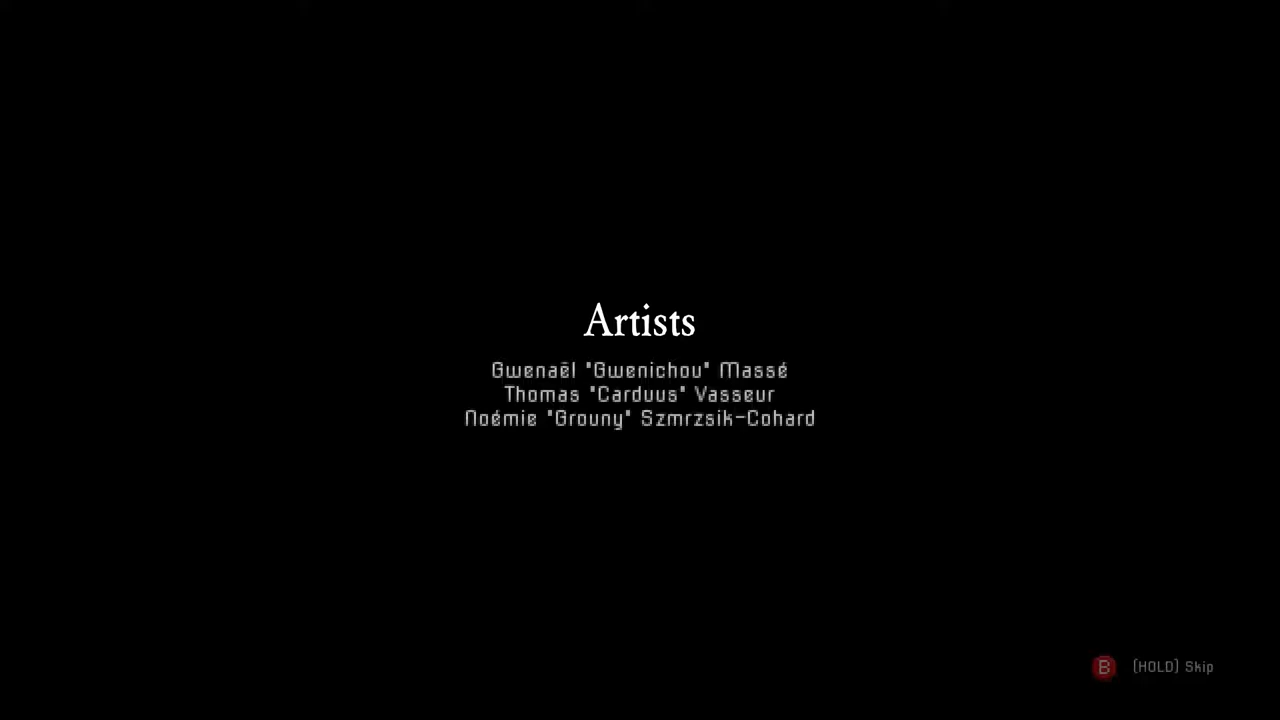 Artists
Gwenaël "Gwenichou" Massé
Thomas "Carduus" Vasseur
Noémie "Grouny" Szmrzsik-Cohard
B (HOLD) Skip